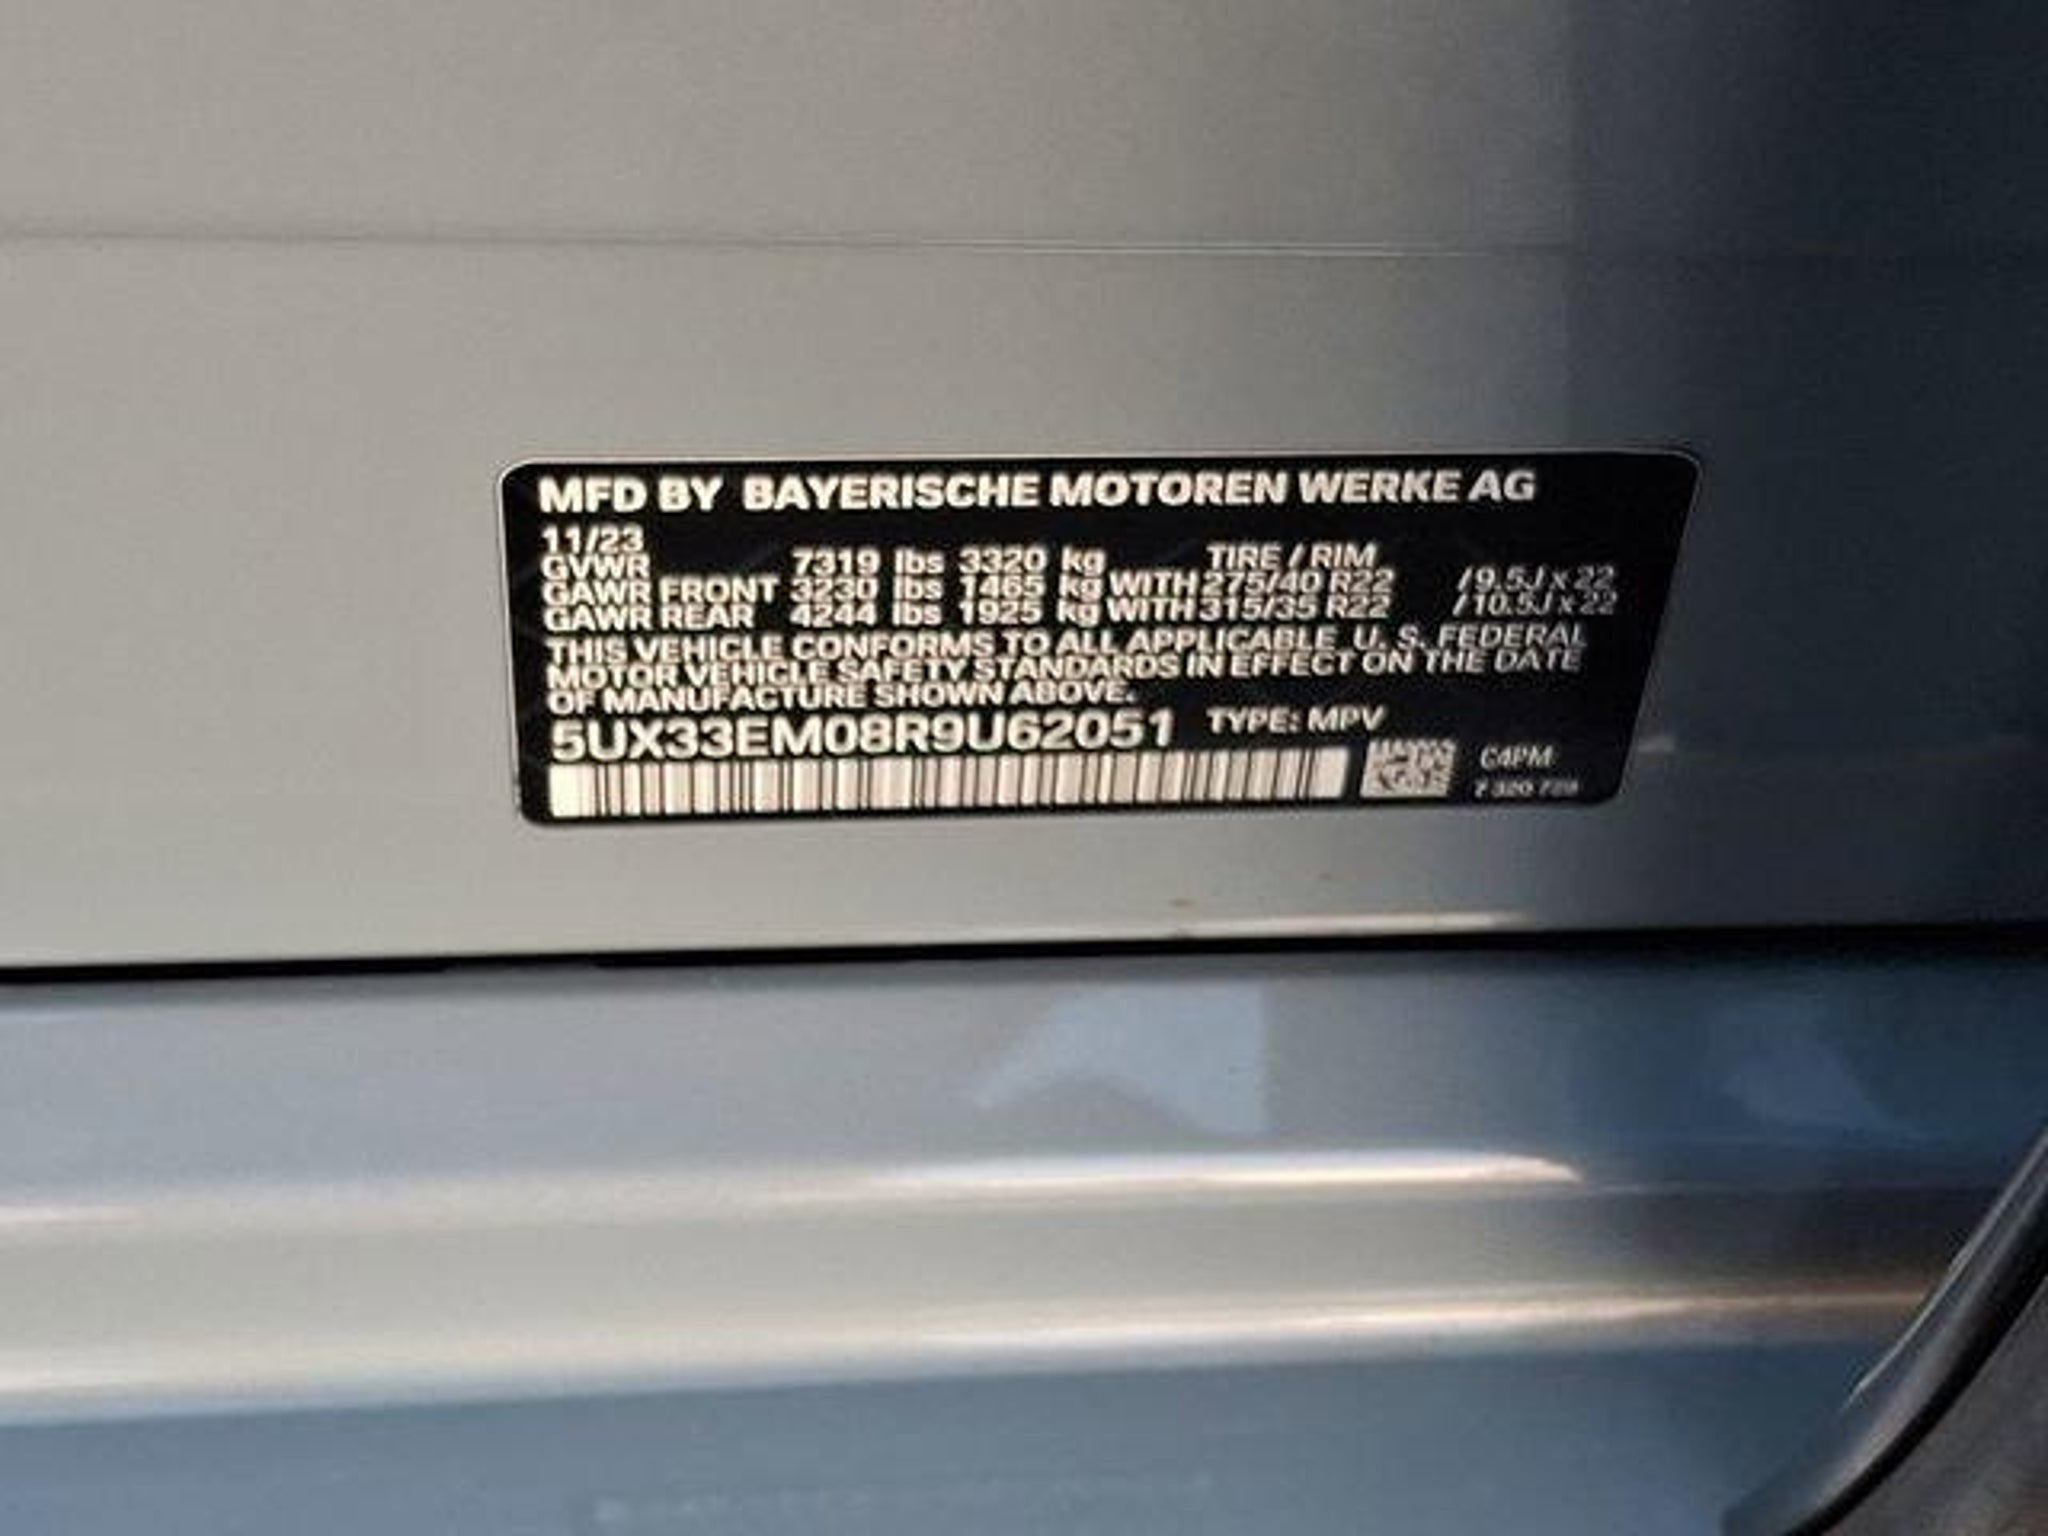 MFD BY BAYERISCHE MOTOREN WERKE AG
11/23
GVWR 7319 lbs 3320 kg TIRE / RIM
GAWR FRONT 3230 lbs 1465 kg WITH 275/40 R22 /9.5J x 22
GAWR REAR 4244 lbs 1925 kg WITH 315/35 R22 /10.5J x 22
THIS VEHICLE CONFORMS TO ALL APPLICABLE U. S. FEDERAL
MOTOR VEHICLE SAFETY STANDARDS IN EFFECT ON THE DATE
OF MANUFACTURE SHOWN ABOVE.
5UX33EM08R9U62051 TYPE: MPV
C4PM
7 320